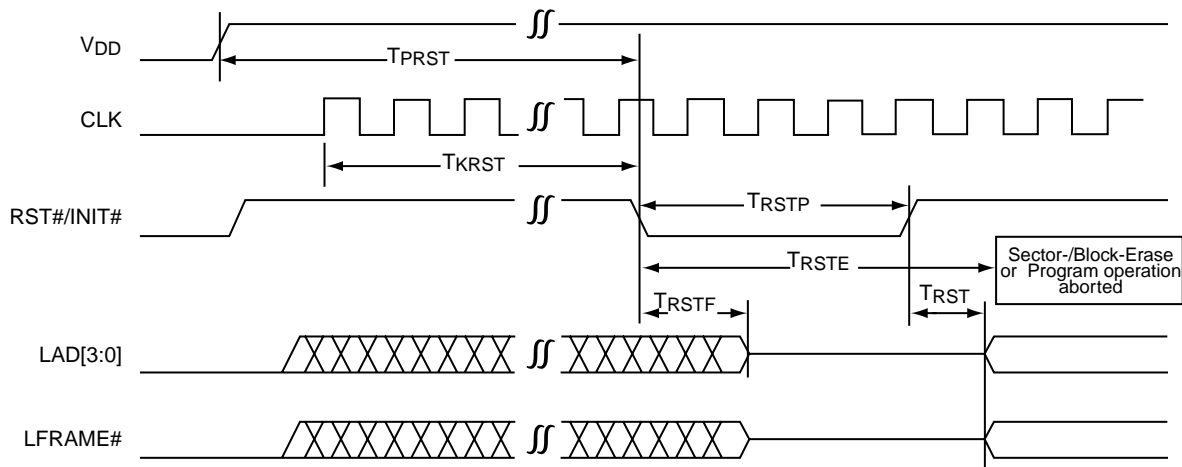 VDD
TPRST
CLK
TKRST
RST#/INIT#
TRSTP
TRSTE
Sector-/Block-Erase
or Program operation
aborted
TRSTF
TRST
LAD[3:0]
LFRAME#